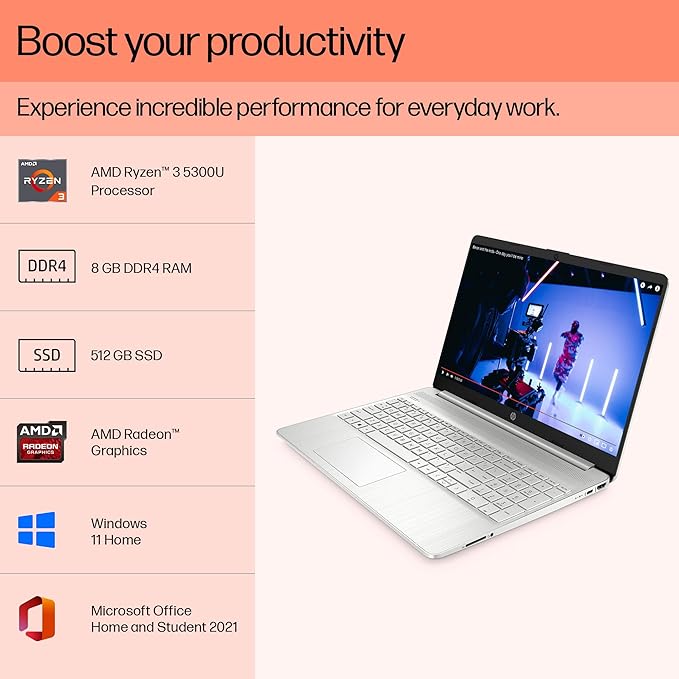 Boost your productivity
Experience incredible performance for everyday work.
AMD
RYZEN
3
AMD Ryzen™ 3 5300U
Processor
DDR4
8 GB DDR4 RAM
SSD
512 GB SSD
AMD
RADEON
GRAPHICS
AMD Radeon™
Graphics
Windows
11 Home
Microsoft Office
Home and Student 2021
hp